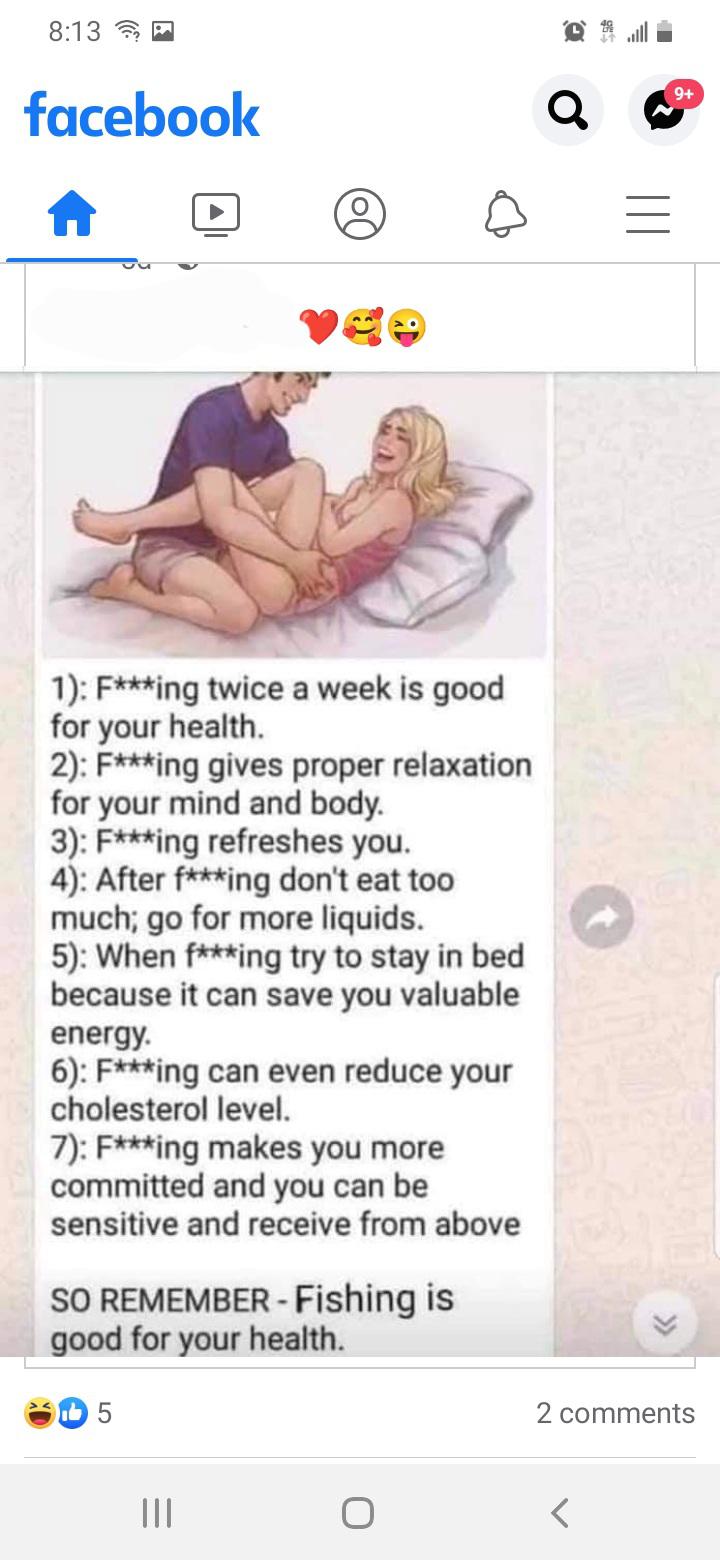 8:13
4G
LTE
facebook
9+
1): F***ing twice a week is good
for your health.
2): F***ing gives proper relaxation
for your mind and body.
3): F***ing refreshes you.
4): After f***ing don't eat too
much; go for more liquids.
5): When f***ing try to stay in bed
because it can save you valuable
energy.
6): F***ing can even reduce your
cholesterol level.
7): F***ing makes you more
committed and you can be
sensitive and receive from above
SO REMEMBER - Fishing is
good for your health.
5
2 comments